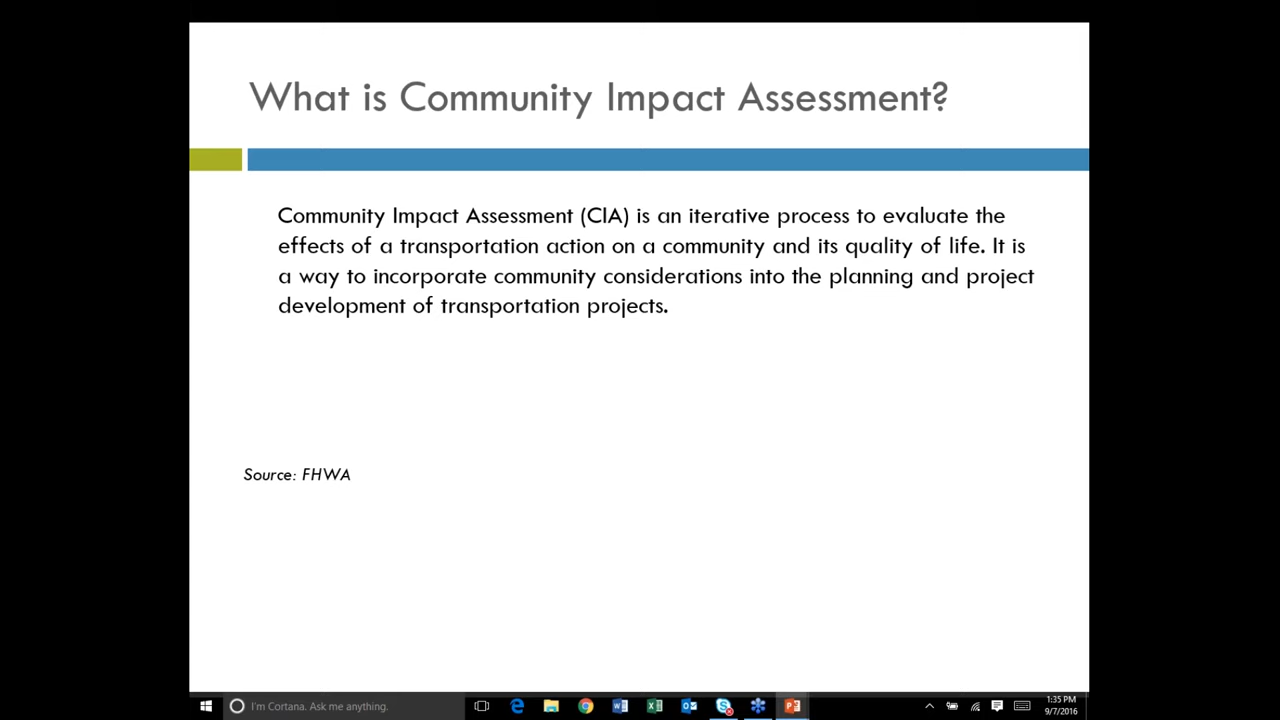 What is Community Impact Assessment?
Community Impact Assessment (CIA) is an iterative process to evaluate the
effects of a transportation action on a community and its quality of life. It is
a way to incorporate community considerations into the planning and project
development of transportation projects.
Source: FHWA
I'm Cortana. Ask me anything.
1:35 PM
9/7/2016